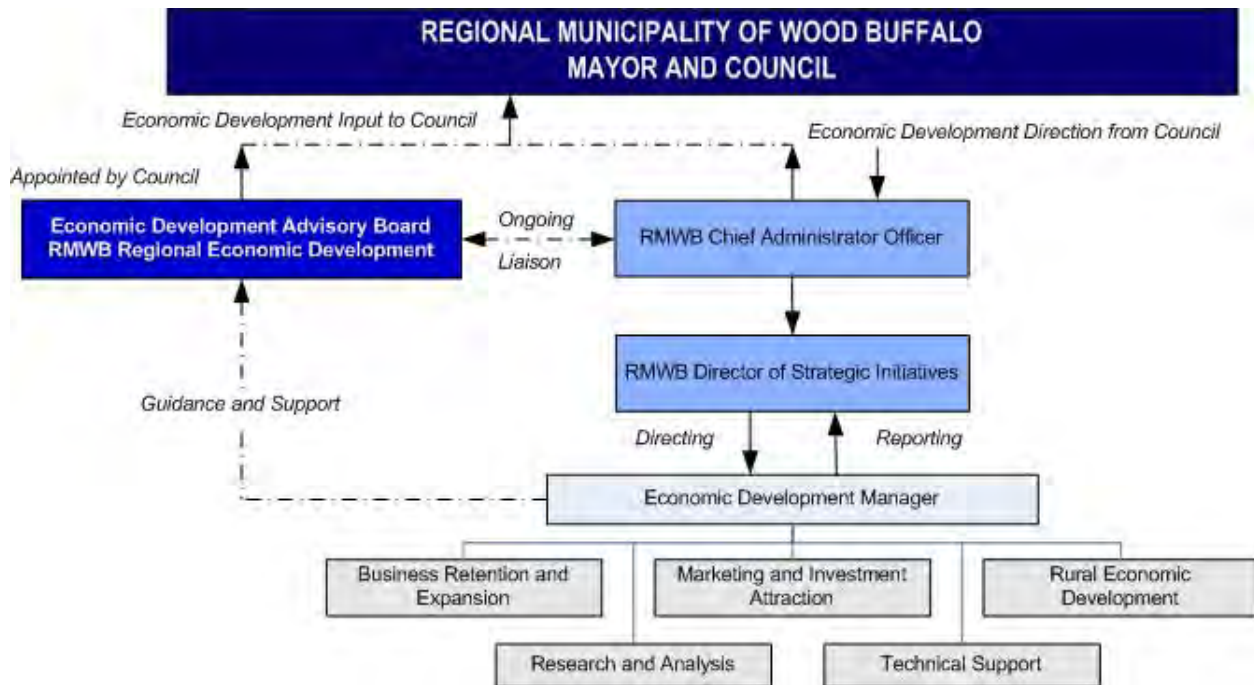 REGIONAL MUNICIPALITY OF WOOD BUFFALO
MAYOR AND COUNCIL
Economic Development Input to Council
Economic Development Direction from Council
Appointed by Council
Economic Development Advisory Board
RMWB Regional Economic Development
Ongoing
Liaison
RMWB Chief Administrator Officer
RMWB Director of Strategic Initiatives
Guidance and Support
Directing
Reporting
Economic Development Manager
Business Retention and
Expansion
Marketing and Investment
Attraction
Rural Economic
Development
Research and Analysis
Technical Support